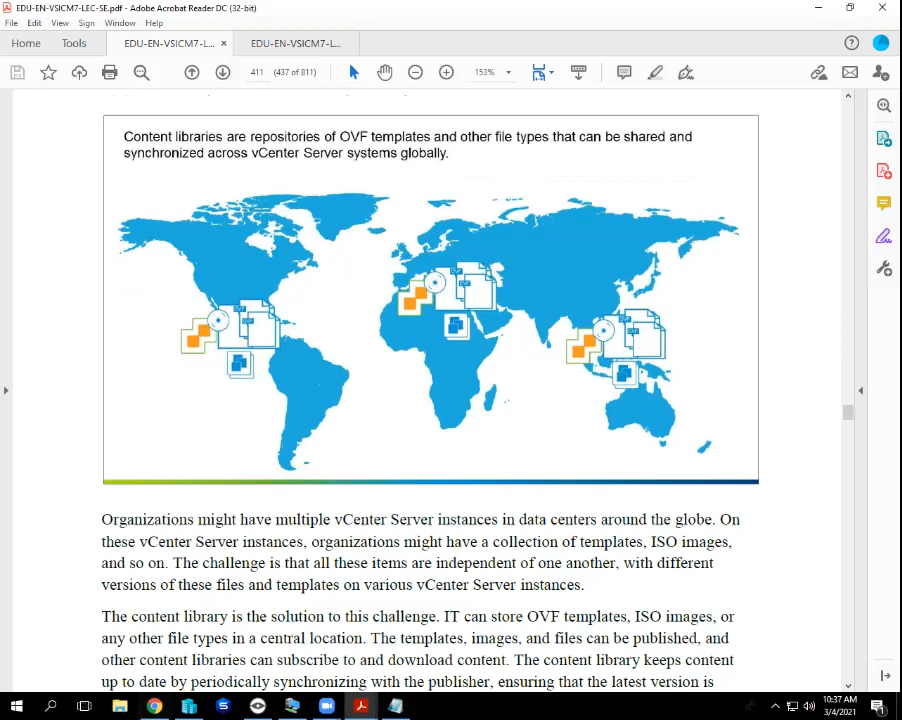 EDU-EN-VSICM7-LEC-SE.pdf - Adobe Acrobat Reader DC (32-bit)
File Edit View Sign Window Help
Home Tools EDU-EN-VSICM7-L... × EDU-EN-VSICM7-L...
411 (437 of 811) 153%
Content libraries are repositories of OVF templates and other file types that can be shared and
synchronized across vCenter Server systems globally.
OVF
OVF
OVF
OVF
OVF
OVF
Organizations might have multiple vCenter Server instances in data centers around the globe. On
these vCenter Server instances, organizations might have a collection of templates, ISO images,
and so on. The challenge is that all these items are independent of one another, with different
versions of these files and templates on various vCenter Server instances.
The content library is the solution to this challenge. IT can store OVF templates, ISO images, or
any other file types in a central location. The templates, images, and files can be published, and
other content libraries can subscribe to and download content. The content library keeps content
up to date by periodically synchronizing with the publisher, ensuring that the latest version is
10:37 AM
3/4/2021
1